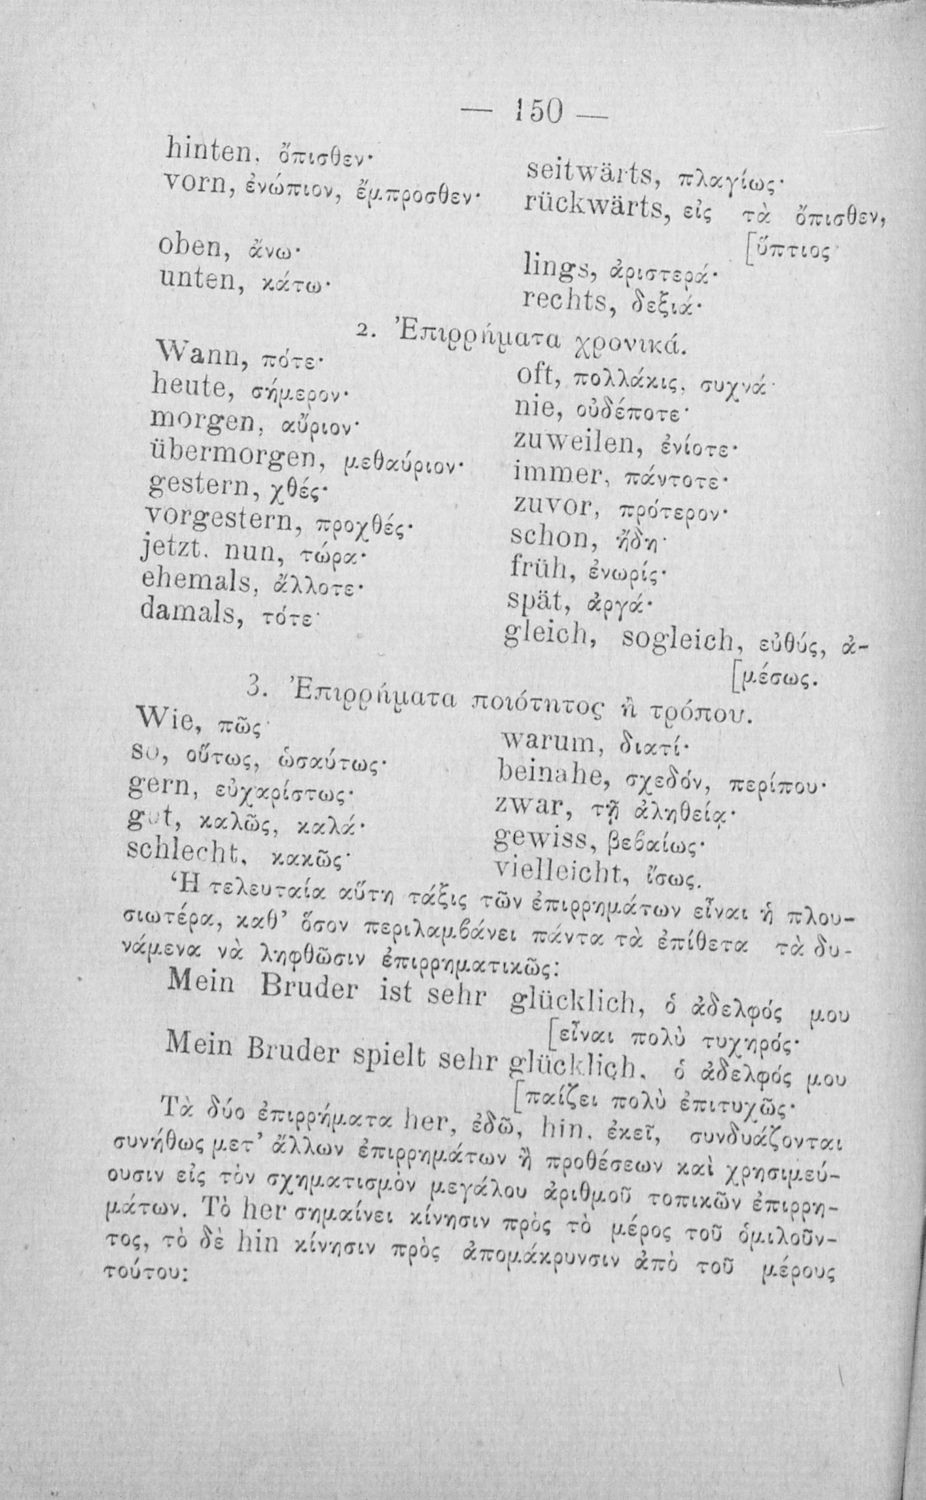 — 150 —
hinten. ὄπισθεν·
vorn, ἐνώπιον, ἔμπροσθεν·
oben, ἄνω·
unten, κάτω·
seitwärts, πλαγίως·
rückwärts, εἰς τὰ ὄπισθεν,
[ὕπτιος·
lings, ἀριστερά·
rechts, δεξιά·
2. Ἐπιρρήματα χρονικά.
Wann, πότε·
heute, σήμερον·
morgen, αὔριον·
übermorgen, μεθαύριον·
gestern, χθές·
vorgestern, προχθές·
jetzt. nun, τώρα·
ehemals, ἄλλοτε·
damals, τότε·
oft, πολλάκις, συχνά·
nie, οὐδέποτε·
zuweilen, ἐνίοτε·
immer, πάντοτε·
zuvor, πρότερον·
schon, ἤδη·
früh, ἐνωρίς·
spät, ἀργά·
gleich, sogleich, εὐθύς, ἀ-
[μέσως.
3. Ἐπιρρήματα ποιότητος ἢ τρόπου.
Wie, πῶς·
so, οὕτως, ὡσαύτως·
gern, εὐχαρίστως·
gut, καλῶς, καλά·
schlecht, κακῶς·
warum, διατί·
beinahe, σχεδόν, περίπου·
zwar, τῇ ἀληθείᾳ·
gewiss, βεβαίως·
vielleicht, ἴσως.
Ἡ τελευταία αὕτη τάξις τῶν ἐπιρρημάτων εἶναι ἡ πλου-
σιωτέρα, καθ’ ὅσον περιλαμβάνει πάντα τὰ ἐπίθετα τὰ δυ-
νάμενα νὰ ληφθῶσιν ἐπιρρηματικῶς:
Mein Bruder ist sehr glücklich, ὁ ἀδελφός μου
[εἶναι πολὺ τυχηρός·
Mein Bruder spielt sehr glücklich. ὁ ἀδελφός μου
[παίζει πολὺ ἐπιτυχῶς·
Τὰ δύο ἐπιρρήματα her, ἐδῶ, hin. ἐκεῖ, συνδυάζονται
συνήθως μετ’ ἄλλων ἐπιρρημάτων ἢ προθέσεων καὶ χρησιμεύ-
ουσιν εἰς τὸν σχηματισμὸν μεγάλου ἀριθμοῦ τοπικῶν ἐπιρρη-
μάτων. Τὸ her σημαίνει κίνησιν πρὸς τὸ μέρος τοῦ ὁμιλοῦν-
τος, τὸ δὲ hin κίνησιν πρὸς ἀπομάκρυνσιν ἀπὸ τοῦ μέρους
τούτου: